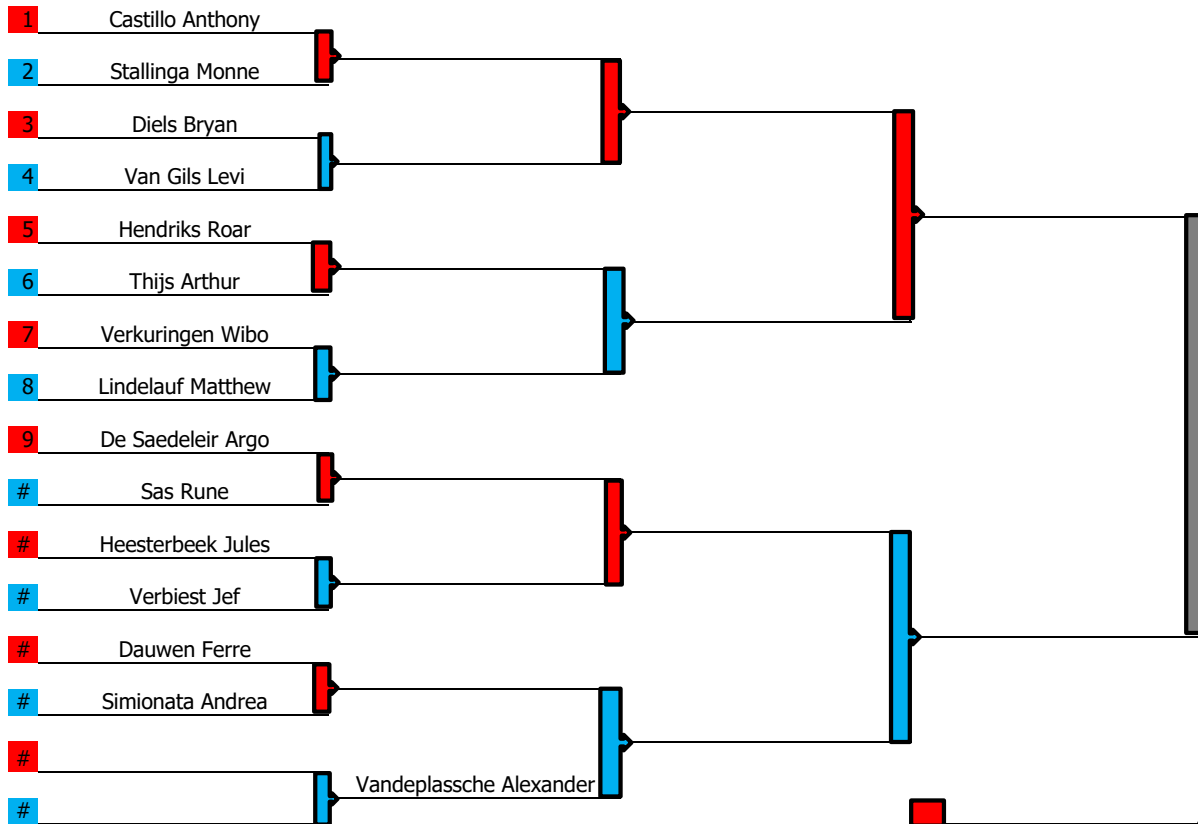 1 Castillo Anthony
2 Stallinga Monne
3 Diels Bryan
4 Van Gils Levi
5 Hendriks Roar
6 Thijs Arthur
7 Verkuringen Wibo
8 Lindelauf Matthew
9 De Saedeleir Argo
# Sas Rune
# Heesterbeek Jules
# Verbiest Jef
# Dauwen Ferre
# Simionata Andrea
#
Vandeplassche Alexander
#